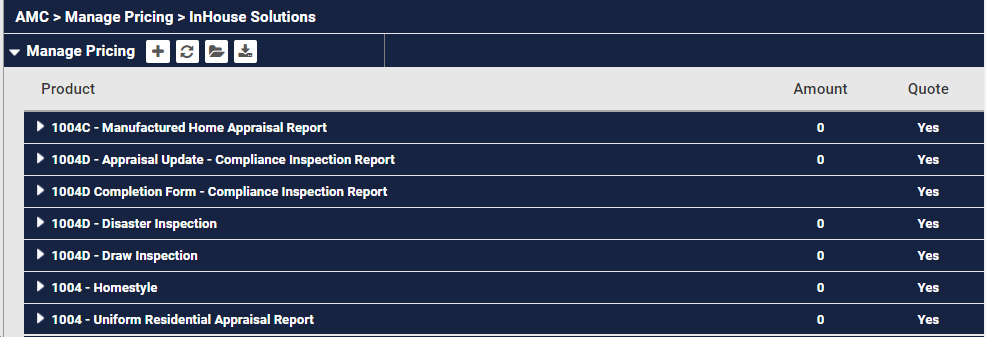 AMC > Manage Pricing > InHouse Solutions
Manage Pricing
Product Amount Quote
1004C - Manufactured Home Appraisal Report 0 Yes
1004D - Appraisal Update - Compliance Inspection Report 0 Yes
1004D Completion Form - Compliance Inspection Report Yes
1004D - Disaster Inspection 0 Yes
1004D - Draw Inspection 0 Yes
1004 - Homestyle 0 Yes
1004 - Uniform Residential Appraisal Report 0 Yes